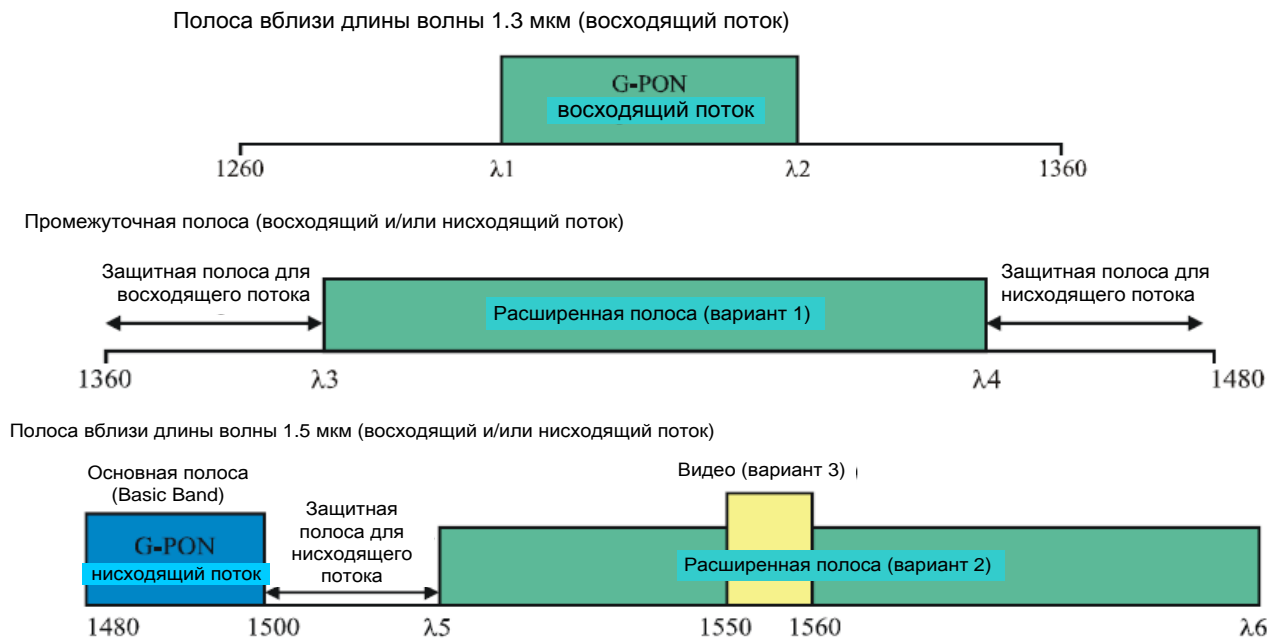 Полоса вблизи длины волны 1.3 мкм (восходящий поток)
G-PON
восходящий поток
1260
λ1
λ2
1360
Промежуточная полоса (восходящий и/или нисходящий поток)
Защитная полоса для
восходящего потока
Защитная полоса для
нисходящего потока
Расширенная полоса (вариант 1)
1360
λ3
λ4
1480
Полоса вблизи длины волны 1.5 мкм (восходящий и/или нисходящий поток)
Основная полоса
(Basic Band)
Видео (вариант 3)
Защитная
полоса для
нисходящего
потока
G-PON
нисходящий поток
Расширенная полоса (вариант 2)
1480
1500
λ5
1550
1560
λ6